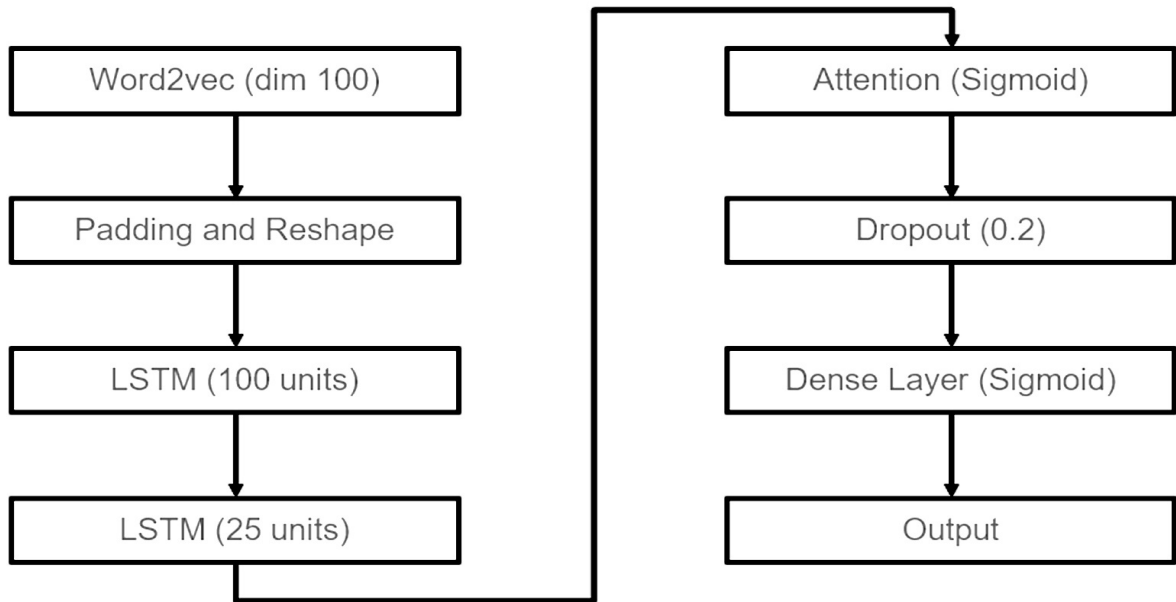 Word2vec (dim 100)
Padding and Reshape
LSTM (100 units)
LSTM (25 units)
Attention (Sigmoid)
Dropout (0.2)
Dense Layer (Sigmoid)
Output